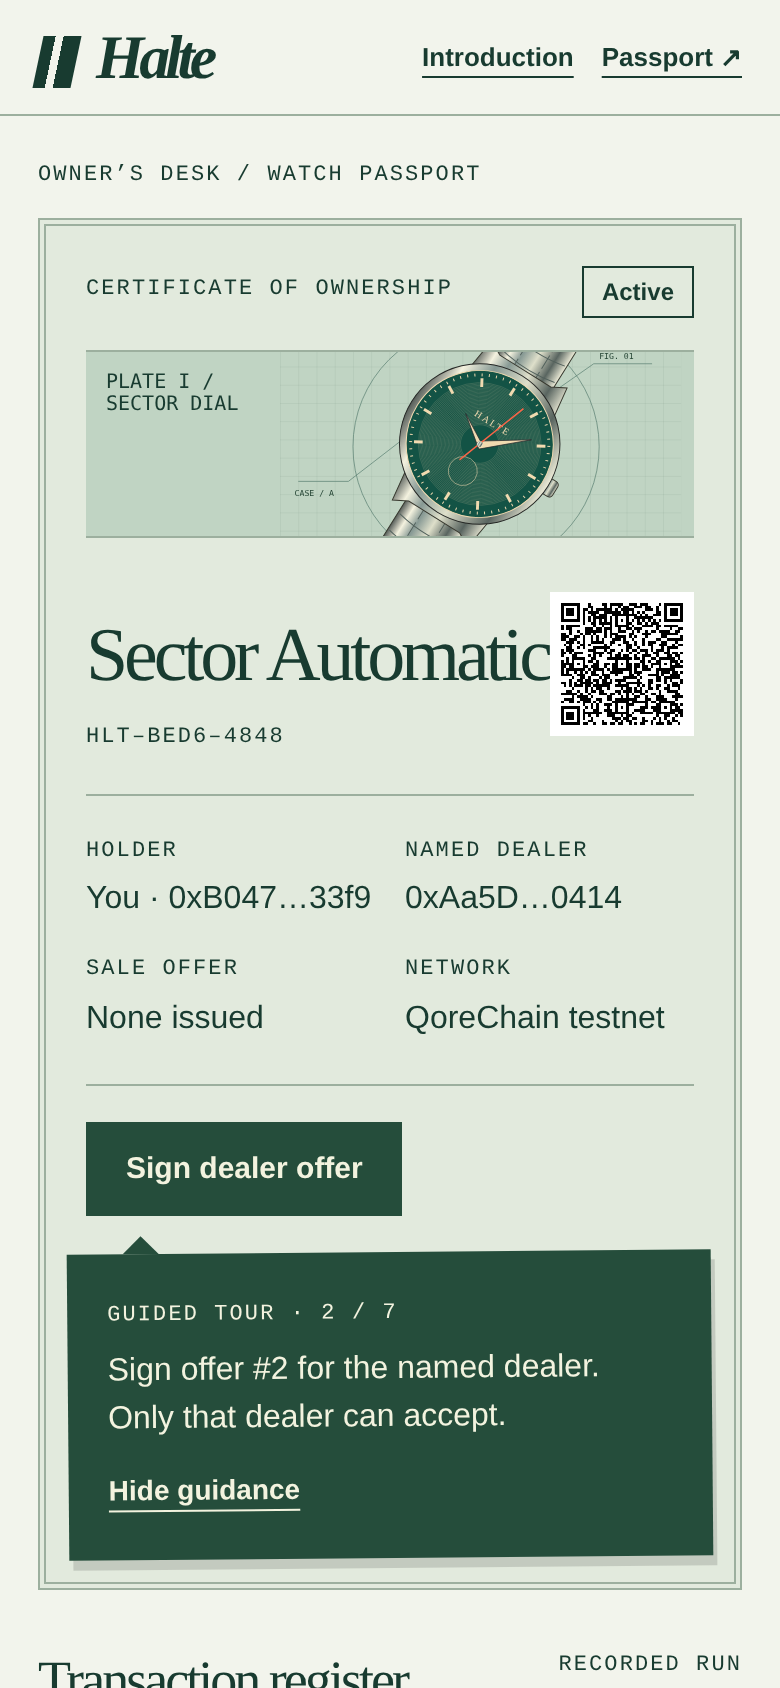 Halte
Introduction Passport ↗
OWNER’S DESK / WATCH PASSPORT
CERTIFICATE OF OWNERSHIP
Active
PLATE I /
SECTOR DIAL
FIG. 01
HALTE
CASE / A
Sector Automatic
HLT–BED6–4848
HOLDER
You · 0xB047…33f9
NAMED DEALER
0xAa5D…0414
SALE OFFER
None issued
NETWORK
QoreChain testnet
Sign dealer offer
GUIDED TOUR · 2 / 7
Sign offer #2 for the named dealer.
Only that dealer can accept.
Hide guidance
Transaction register
RECORDED RUN